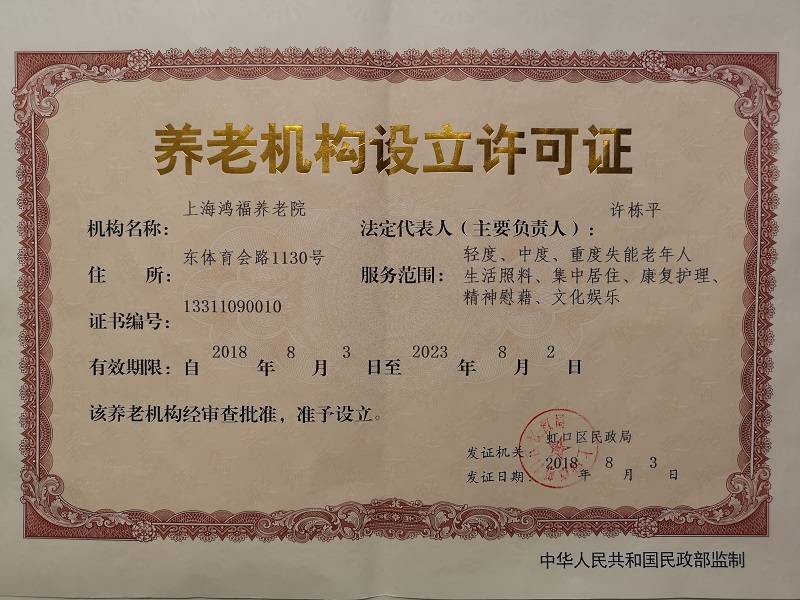 养老机构设立许可证
机构名称：上海鸿福养老院
法定代表人（主要负责人）：许栋平
住 所：东体育会路1130号
服务范围：轻度、中度、重度失能老年人
生活照料、集中居住、康复护理、
精神慰藉、文化娱乐
证书编号：13311090010
有效期限：自 2018 年 8 月 3 日至 2023 年 8 月 2 日
该养老机构经审查批准，准予设立。
发证机关：虹口区民政局
发证日期：2018 年 8 月 3 日
中华人民共和国民政部监制